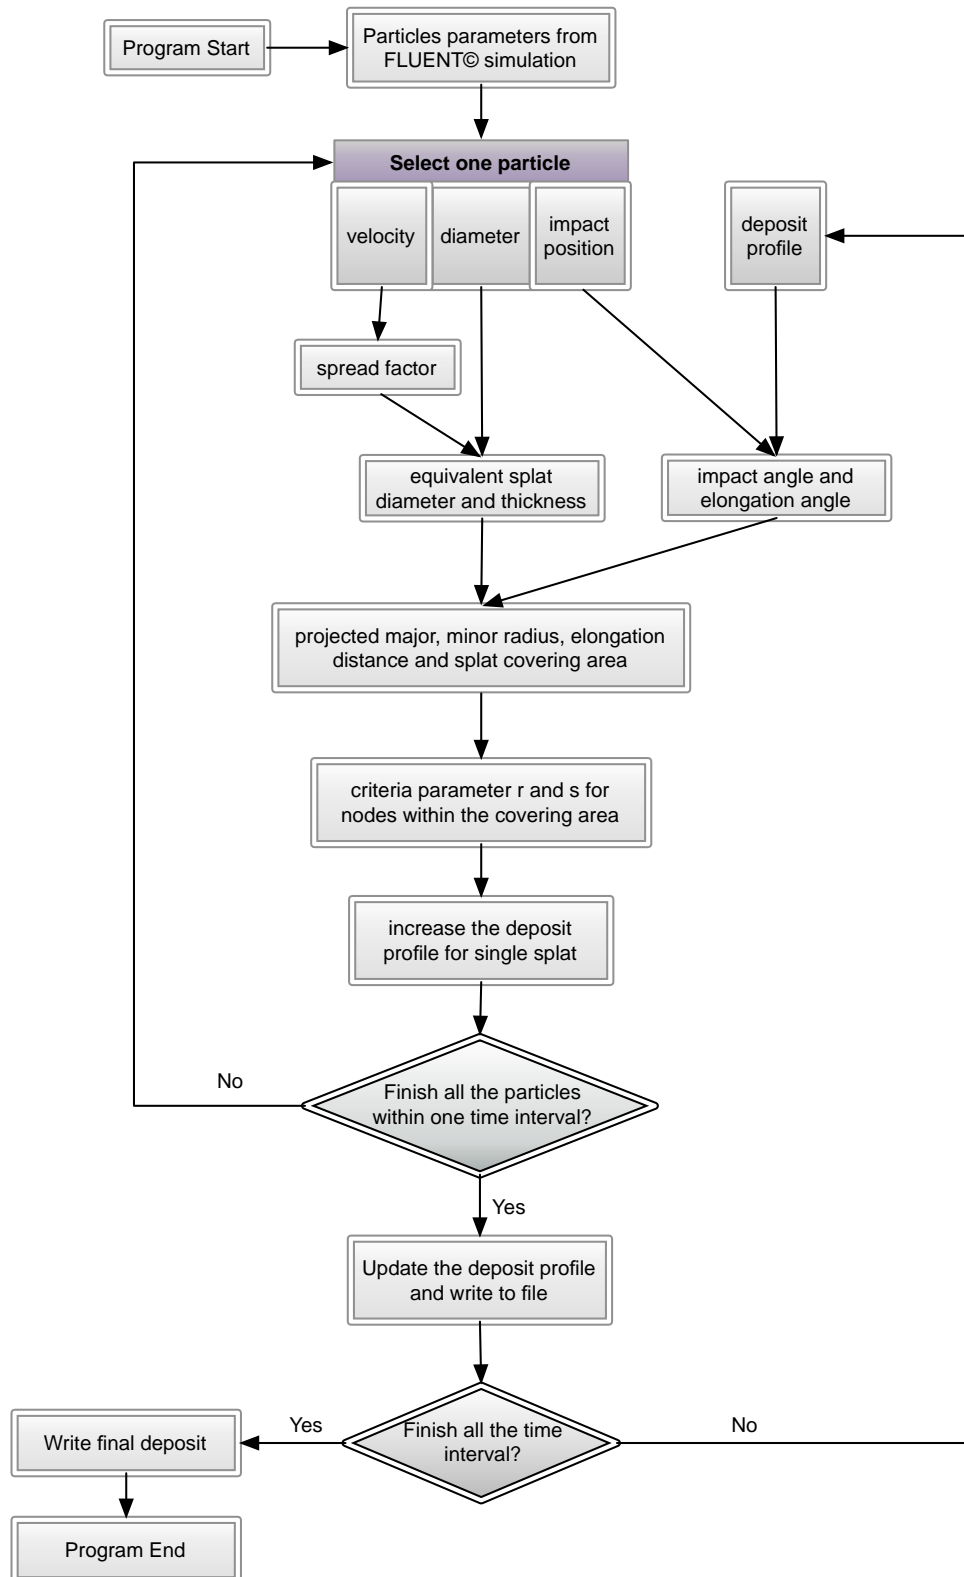 Program Start
Particles parameters from
FLUENT© simulation
Select one particle
velocity
diameter
impact
position
deposit
profile
spread factor
equivalent splat
diameter and thickness
impact angle and
elongation angle
projected major, minor radius, elongation
distance and splat covering area
criteria parameter r and s for
nodes within the covering area
increase the deposit
profile for single splat
No
Finish all the particles
within one time interval?
Yes
Update the deposit profile
and write to file
Yes
Finish all the time
interval?
No
Write final deposit
Program End